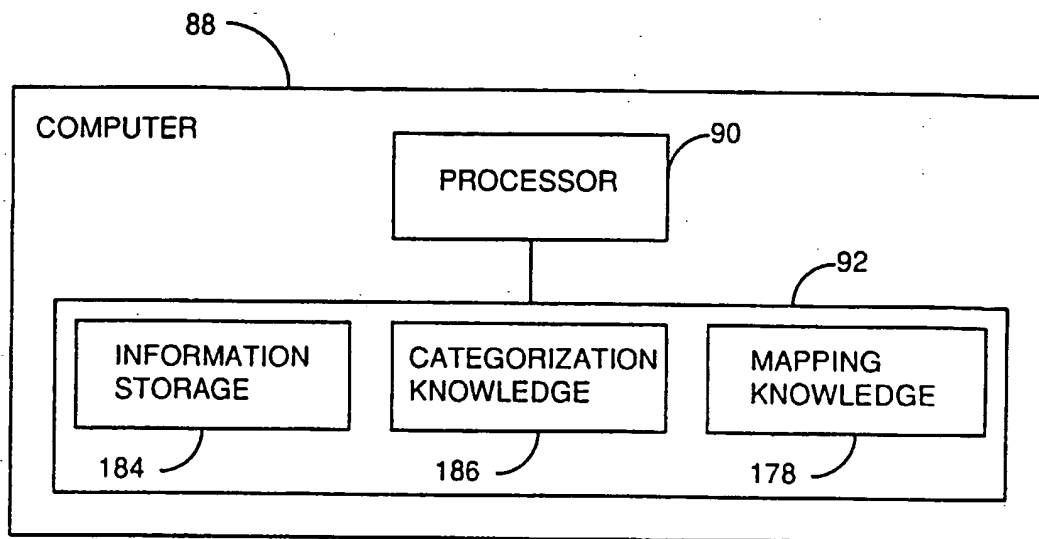 88
COMPUTER
90
PROCESSOR
92
INFORMATION
STORAGE
CATEGORIZATION
KNOWLEDGE
MAPPING
KNOWLEDGE
184
186
178